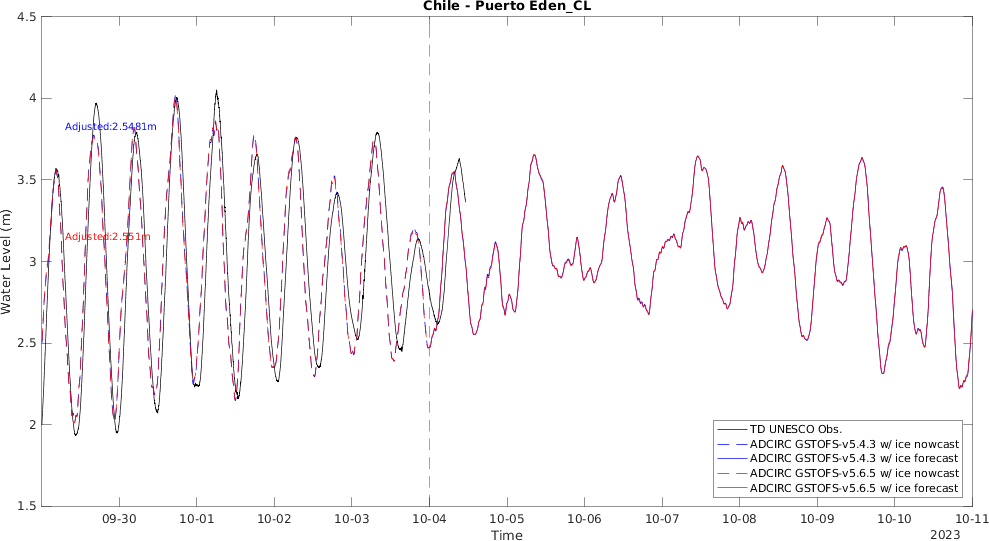 Chile - Puerto Eden_CL
4.5
4
3.5
3
2.5
2
1.5
Water Level (m)
Adjusted:2.5481m
Adjusted:2.551m
TD UNESCO Obs.
ADCIRC GSTOFS-v5.4.3 w/ ice nowcast
ADCIRC GSTOFS-v5.4.3 w/ ice forecast
ADCIRC GSTOFS-v5.6.5 w/ ice nowcast
ADCIRC GSTOFS-v5.6.5 w/ ice forecast
09-30 10-01 10-02 10-03 10-04 10-05 10-06 10-07 10-08 10-09 10-10 10-11
Time
2023